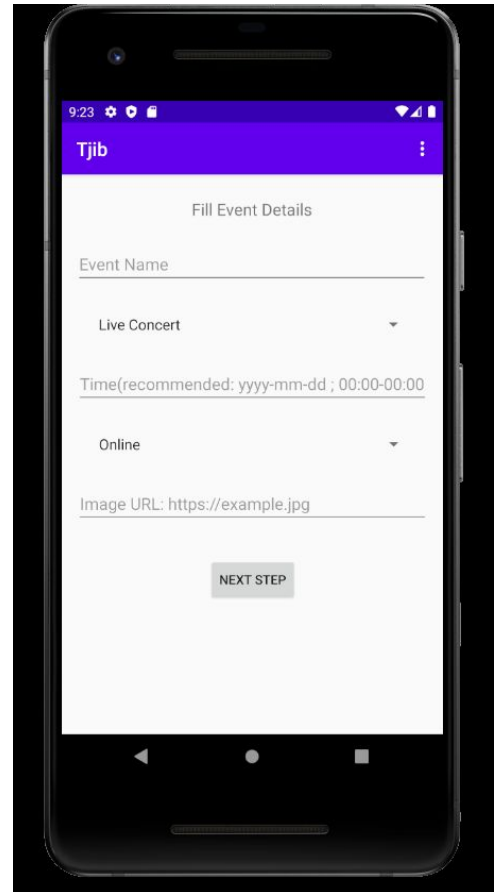 9:23
Tjib
Fill Event Details
Event Name
Live Concert
Time(recommended: yyyy-mm-dd ; 00:00-00:00
Online
Image URL: https://example.jpg
NEXT STEP